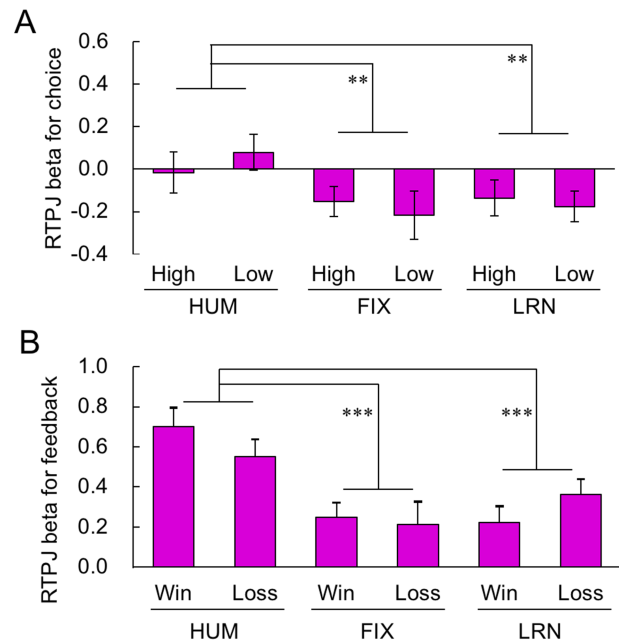 A
RTPJ beta for choice
0.6
0.4
0.2
0.0
-0.2
-0.4
**
**
High Low High Low High Low
HUM FIX LRN
B
RTPJ beta for feedback
1.0
0.8
0.6
0.4
0.2
0.0
***
***
Win Loss Win Loss Win Loss
HUM FIX LRN